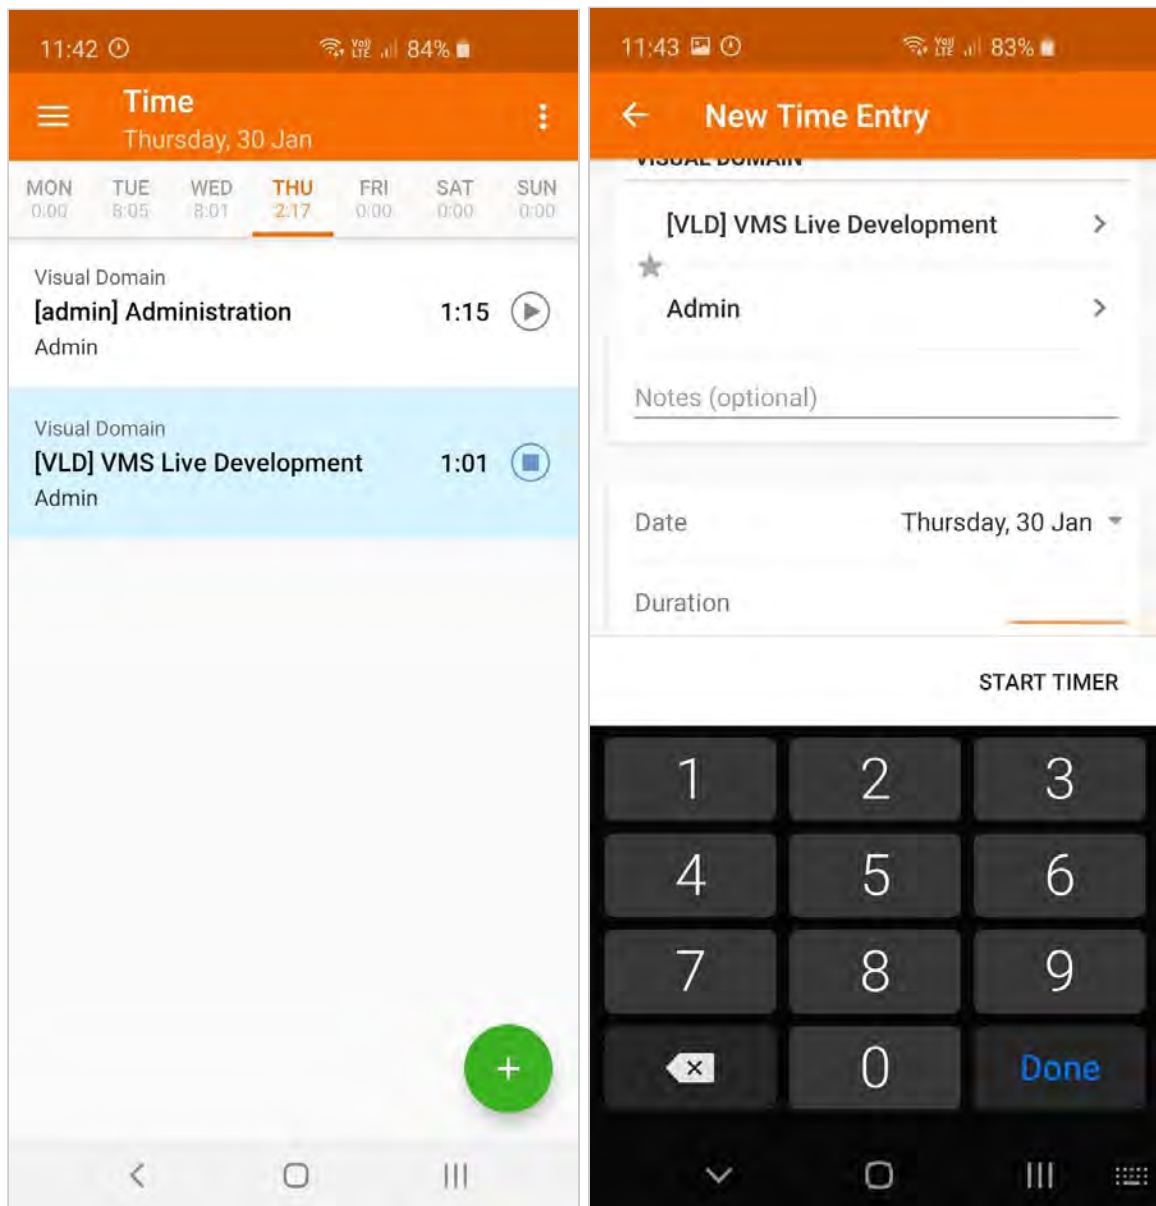 11:42 84%
Time
Thursday, 30 Jan
MON TUE WED THU FRI SAT SUN
0:00 8:05 8:01 2:17 0:00 0:00 0:00
Visual Domain
[admin] Administration 1:15
Admin
Visual Domain
[VLD] VMS Live Development 1:01
Admin
+
11:43 83%
New Time Entry
VISUAL DOMAIN
[VLD] VMS Live Development
Admin
Notes (optional)
Date Thursday, 30 Jan
Duration
START TIMER
1 2 3
4 5 6
7 8 9
0 Done